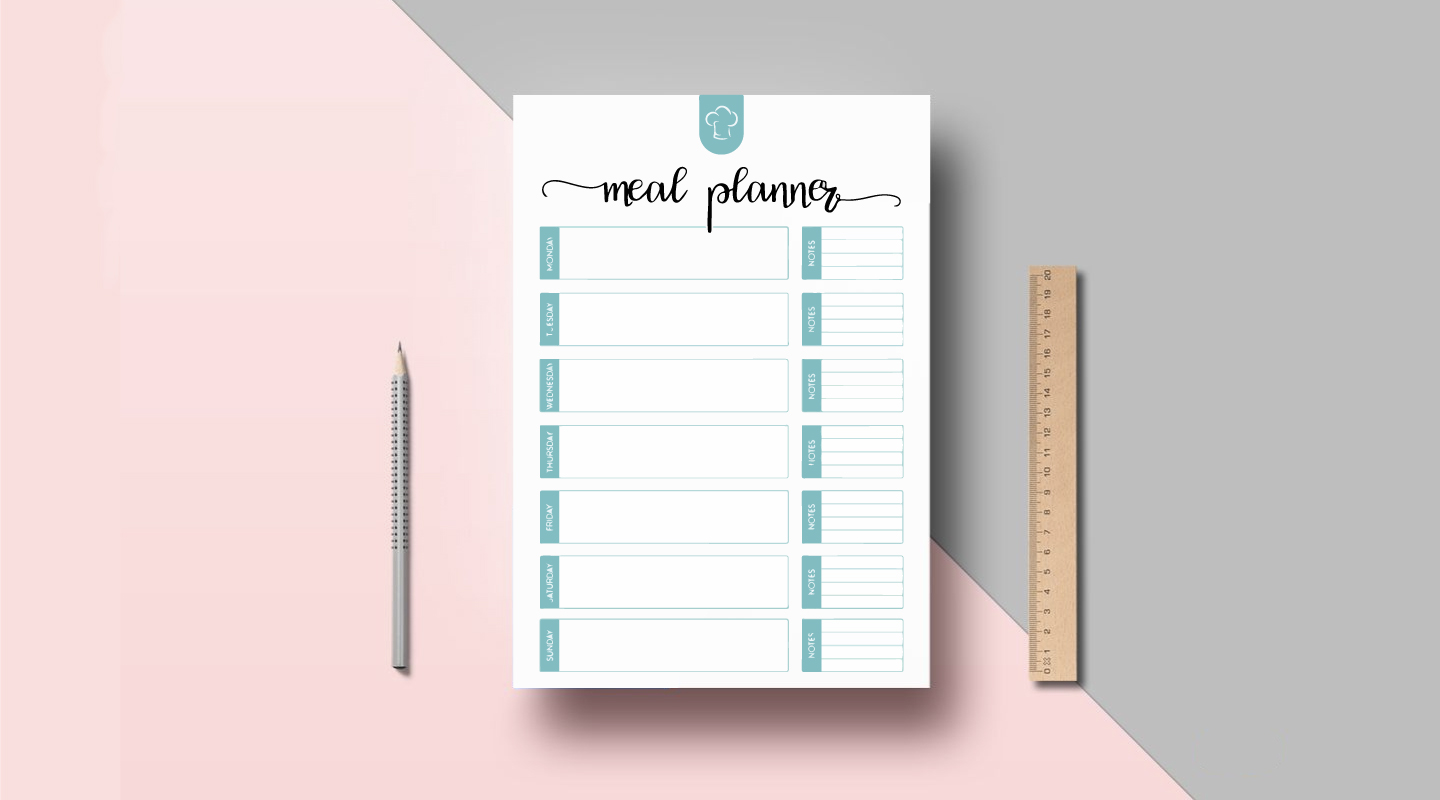 meal planner
MONDAY
NOTES
TUESDAY
NOTES
WEDNESDAY
NOTES
THURSDAY
NOTES
FRIDAY
NOTES
SATURDAY
NOTES
SUNDAY
NOTES
20
19
18
17
16
15
14
13
12
11
10
9
8
7
6
5
4
3
2
1
0